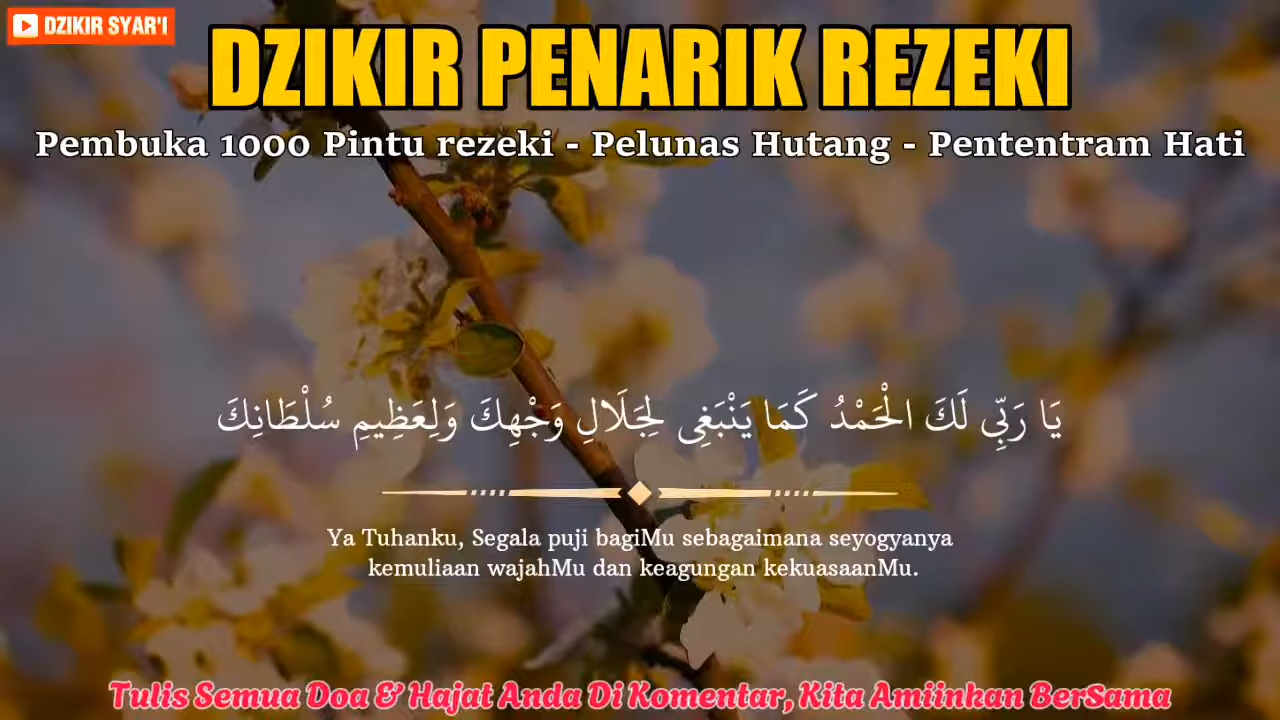 DZIKIR SYAR'I
DZIKIR PENARIK REZEKI
Pembuka 1000 Pintu rezeki - Pelunas Hutang - Pententram Hati
يَا رَبِّي لَكَ الْحَمْدُ كَمَا يَنْبَغِى لِجَلَالِ وَجْهِكَ وَلِعَظِيمِ سُلْطَانِكَ
Ya Tuhanku, Segala puji bagiMu sebagaimana seyogyanya
kemuliaan wajahMu dan keagungan kekuasaanMu.
Tulis Semua Doa & Hajat Anda Di Komentar, Kita Amiinkan BerSama